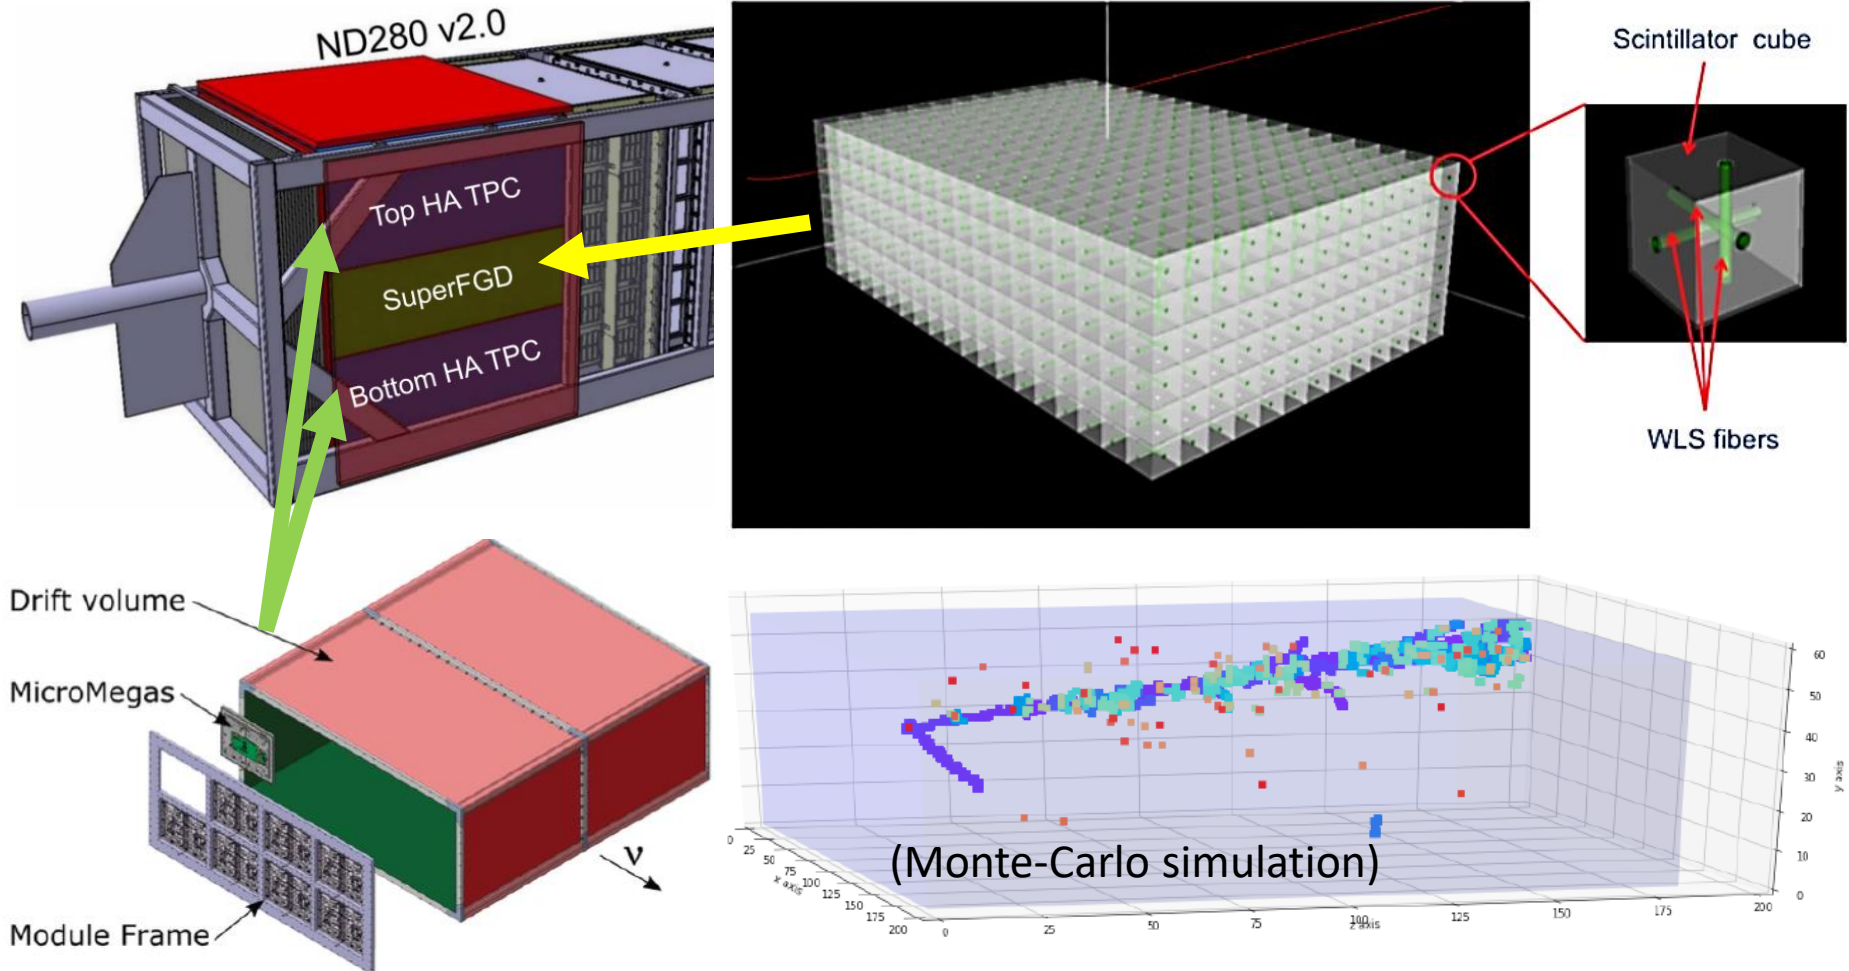 ND280 v2.0
Top HA TPC
SuperFGD
Bottom HA TPC
Scintillator cube
WLS fibers
Drift volume
MicroMegas
Module Frame
ν
(Monte-Carlo simulation)
0
25
50
75
100
125
150
175
200
x axis
0
25
50
75
100
125
150
175
200
z axis
60
50
40
30
20
10
0
y axis